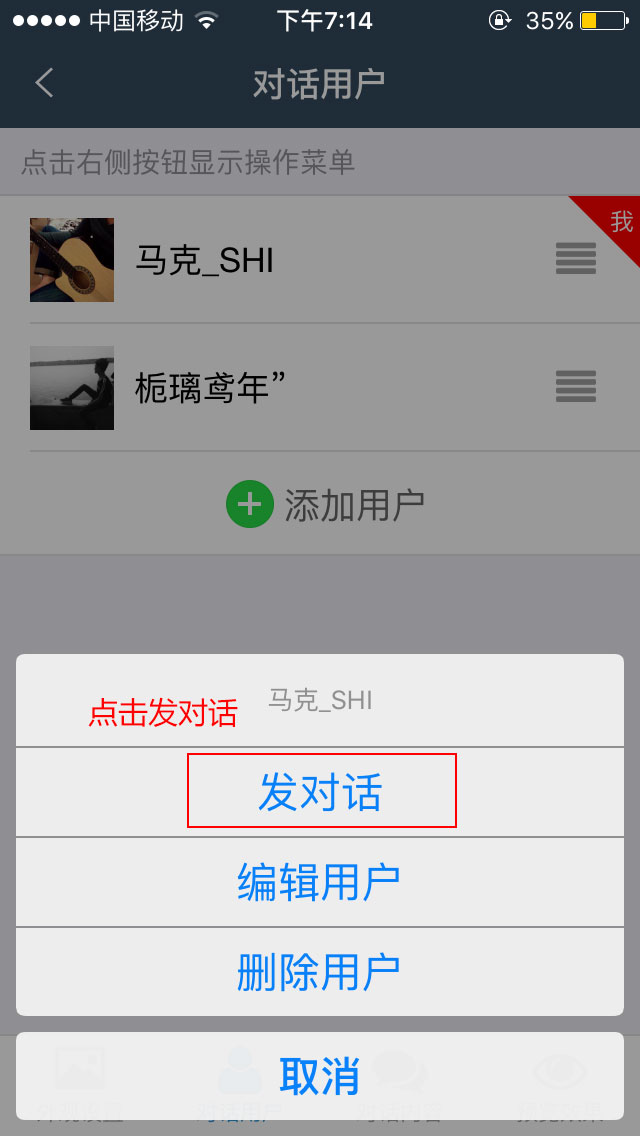 中国移动 下午7:14 35%
对话用户
点击右侧按钮显示操作菜单
我
马克_SHI
栀璃鸢年”
添加用户
马克_SHI
点击发对话
发对话
编辑用户
删除用户
取消
外观设置 对话用户 对话内容 预览效果